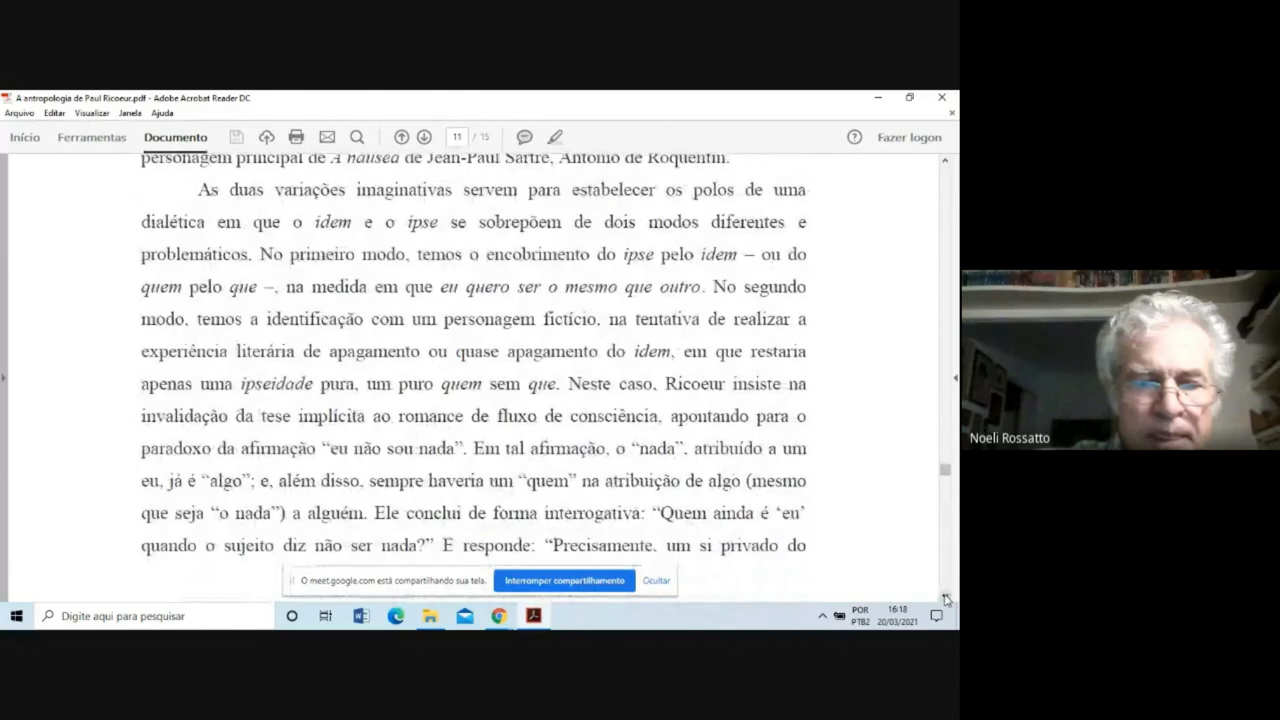 A antropologia de Paul Ricoeur.pdf - Adobe Acrobat Reader DC
Arquivo Editar Visualizar Janela Ajuda
Início Ferramentas Documento 11 / 15 Fazer logon
personagem principal de A náusea de Jean-Paul Sartre, Antonio de Roquentin.
As duas variações imaginativas servem para estabelecer os polos de uma
dialética em que o idem e o ipse se sobrepõem de dois modos diferentes e
problemáticos. No primeiro modo, temos o encobrimento do ipse pelo idem – ou do
quem pelo que –, na medida em que eu quero ser o mesmo que outro. No segundo
modo, temos a identificação com um personagem fictício, na tentativa de realizar a
experiência literária de apagamento ou quase apagamento do idem, em que restaria
apenas uma ipseidade pura, um puro quem sem que. Neste caso, Ricoeur insiste na
invalidação da tese implícita ao romance de fluxo de consciência, apontando para o
paradoxo da afirmação “eu não sou nada”. Em tal afirmação, o “nada”, atribuído a um
eu, já é “algo”; e, além disso, sempre haveria um “quem” na atribuição de algo (mesmo
que seja “o nada”) a alguém. Ele conclui de forma interrogativa: “Quem ainda é ‘eu’
quando o sujeito diz não ser nada?” E responde: “Precisamente, um si privado do
O meet.google.com está compartilhando sua tela. Interromper compartilhamento Ocultar
Digite aqui para pesquisar
POR
PTB2
16:18
20/03/2021
Noeli Rossatto